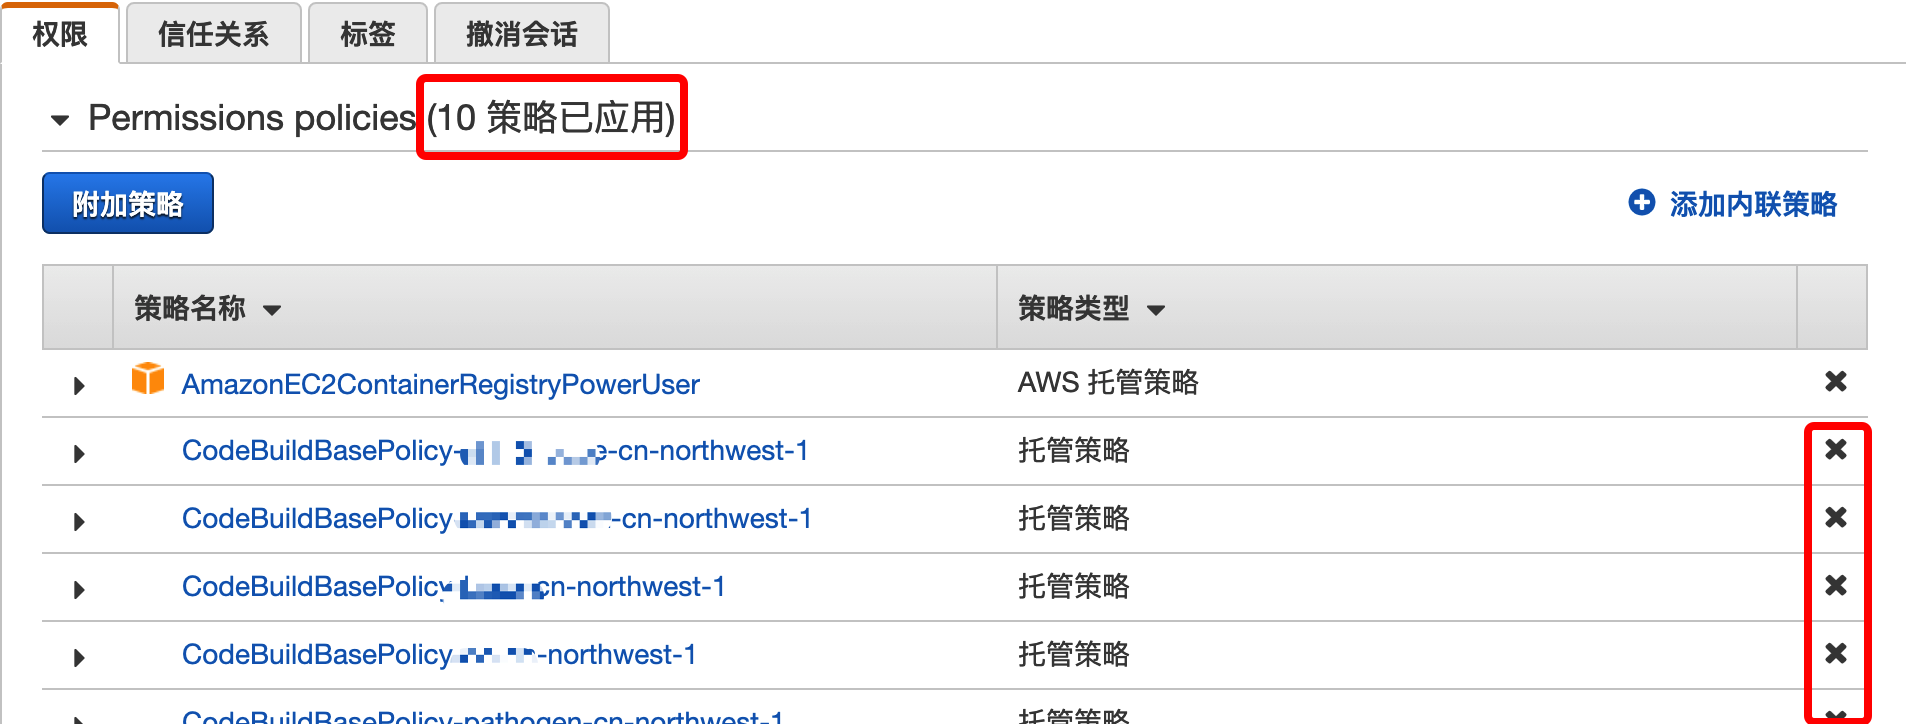 权限 信任关系 标签 撤消会话
Permissions policies (10 策略已应用)
附加策略 添加内联策略
策略名称 策略类型
AmazonEC2ContainerRegistryPowerUser AWS 托管策略
CodeBuildBasePolicy- e-cn-northwest-1 托管策略
CodeBuildBasePolicy -cn-northwest-1 托管策略
CodeBuildBasePolicy cn-northwest-1 托管策略
CodeBuildBasePolicy -northwest-1 托管策略
CodeBuildBasePolicy-pathogen-cn-northwest-1 托管策略